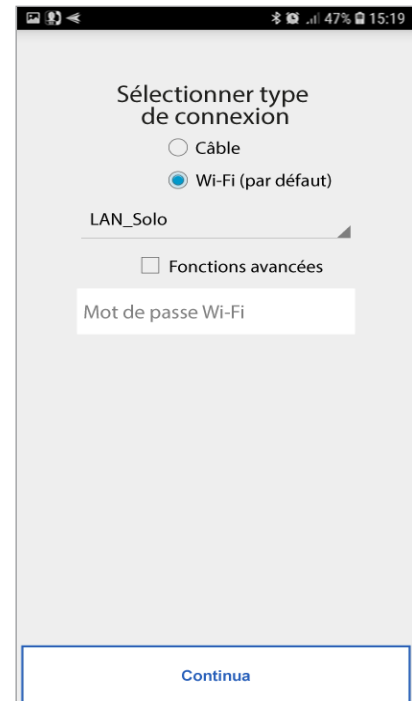 47% 15:19
Sélectionner type
de connexion
Câble
Wi-Fi (par défaut)
LAN_Solo
Fonctions avancées
Mot de passe Wi-Fi
Continua